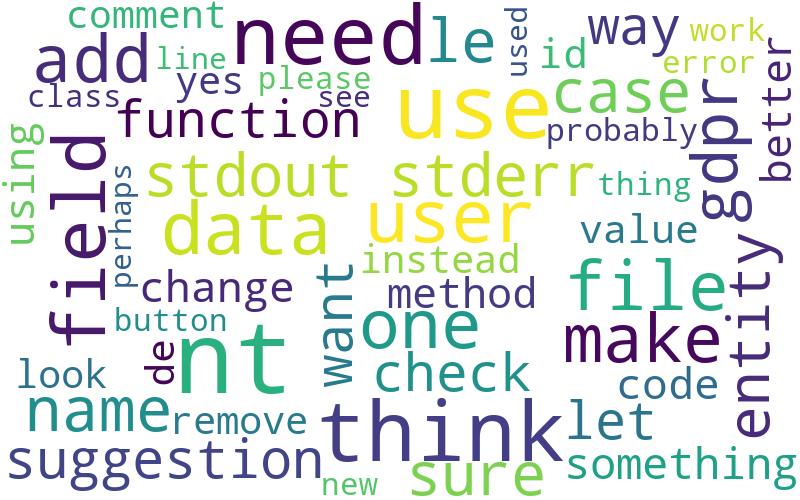 comment
need
le
way
work
used
add
line
id
error
class
yes
please
see
use
case
better
function
probably
gdpr
using
field
perhaps
stdout
stderr
thing
data
user
value
instead
entity
change
method
want
file
button
nt
one
make
de
look
check
code
name
remove
think
let
suggestion
new
sure
something